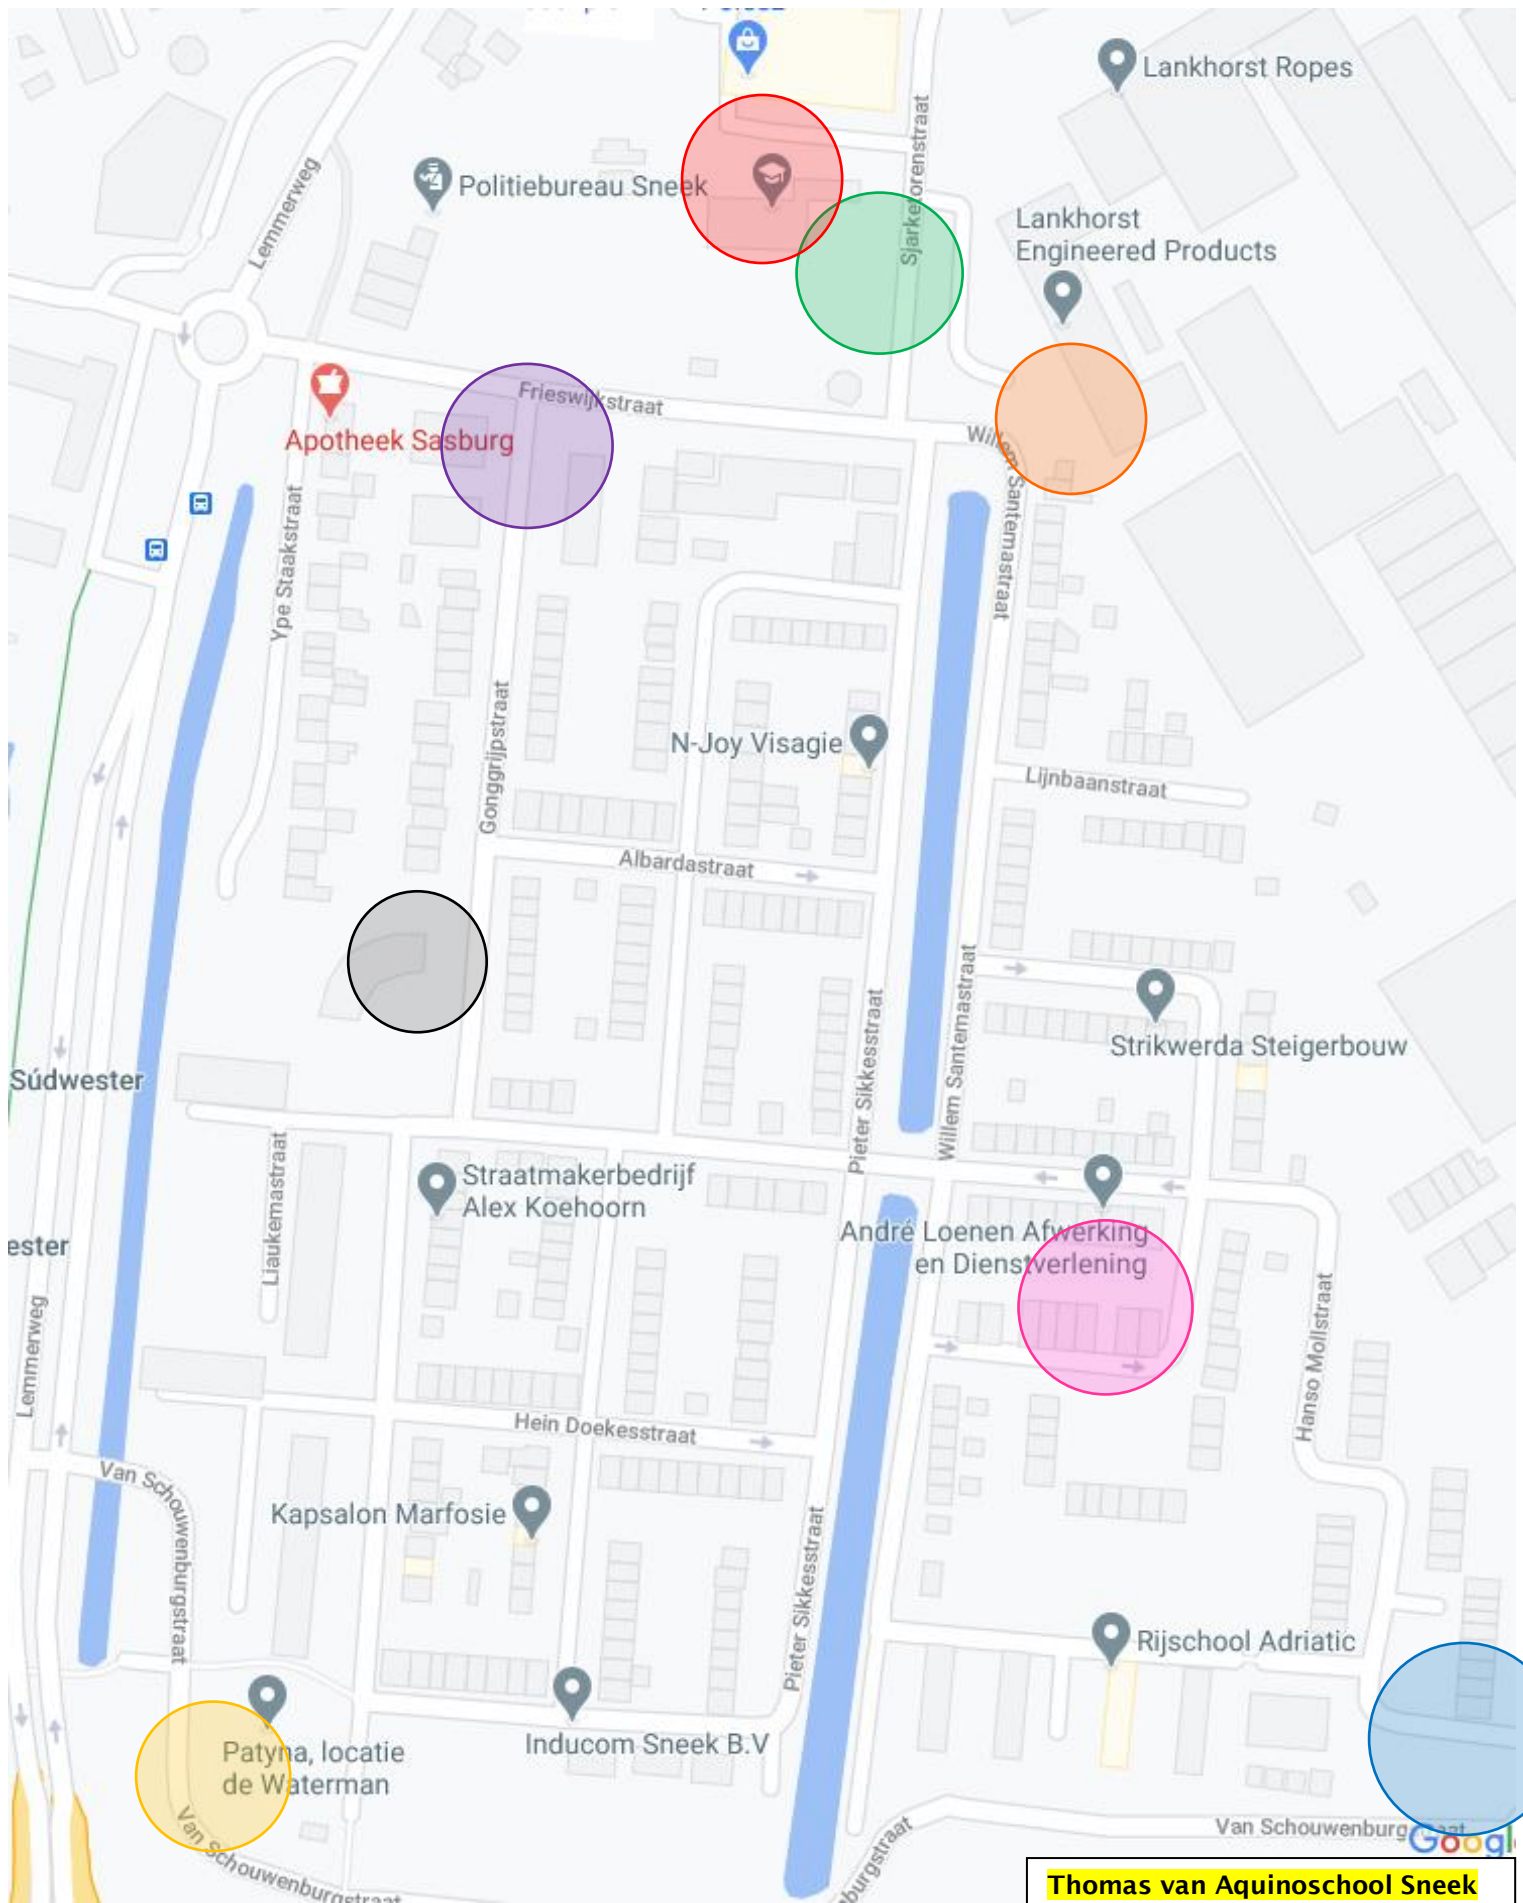 Lankhorst Ropes
Politiebureau Sneek
Lemmerweg
Sjarketorenstraat
Lankhorst
Engineered Products
Frieswijkstraat
Apotheek Sasburg
Willem Santemastraat
Ype Staakstraat
Gonggrijpstraat
N-Joy Visagie
Lijnbaanstraat
Albardastraat
Pieter Sikkesstraat
Willem Santemastraat
Strikwerda Steigerbouw
Súdwester
Straatmakerbedrijf
Alex Koehoorn
Liaukemastraat
André Loenen Afwerking
en Dienstverlening
ester
Lemmerweg
Hanso Mollstraat
Hein Doekesstraat
Van Schouwenburgstraat
Kapsalon Marfosie
Pieter Sikkesstraat
Rijschool Adriatic
Patyna, locatie
de Waterman
Inducom Sneek B.V
Van Schouwenburgstraat
Van Schouwenburgstraat
burgstraat
Googl
Thomas van Aquinoschool Sneek